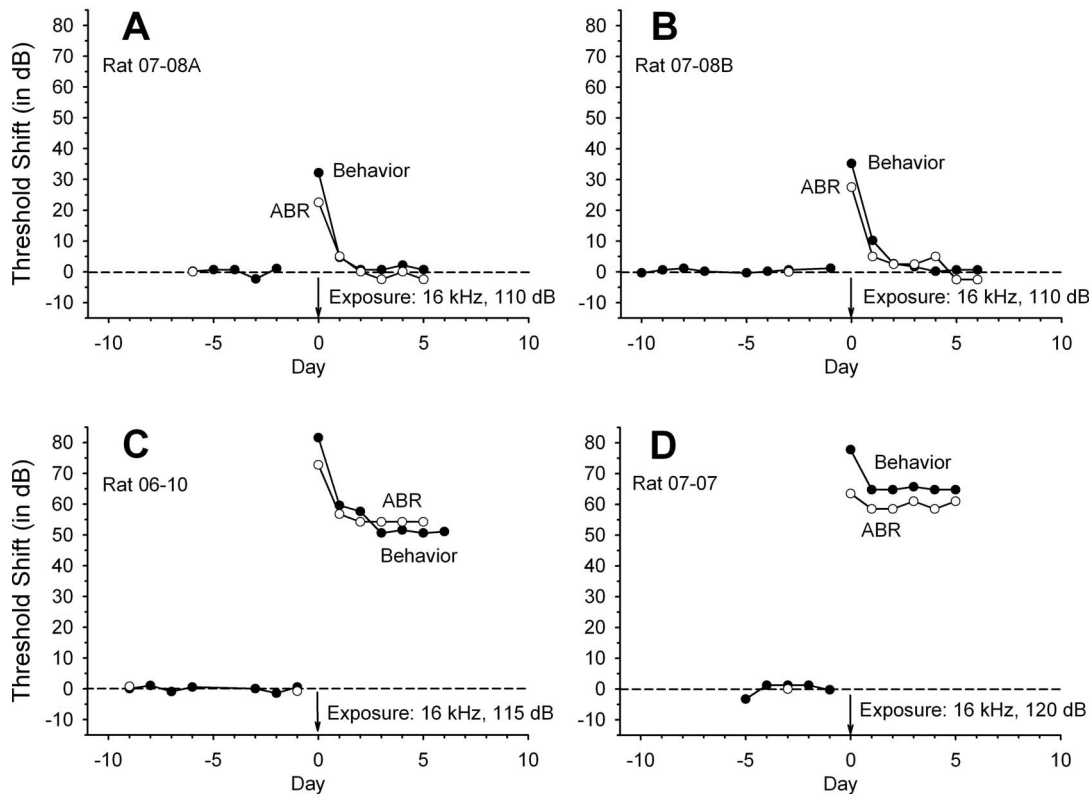 A
Rat 07-08A
Threshold Shift (in dB)
80
70
60
50
40
30
20
10
0
-10
Behavior
ABR
Exposure: 16 kHz, 110 dB
-10 -5 0 5 10
Day
B
Rat 07-08B
80
70
60
50
40
30
20
10
0
-10
Behavior
ABR
Exposure: 16 kHz, 110 dB
-10 -5 0 5 10
Day
C
Rat 06-10
Threshold Shift (in dB)
80
70
60
50
40
30
20
10
0
-10
ABR
Behavior
Exposure: 16 kHz, 115 dB
-10 -5 0 5 10
Day
D
Rat 07-07
80
70
60
50
40
30
20
10
0
-10
Behavior
ABR
Exposure: 16 kHz, 120 dB
-10 -5 0 5 10
Day